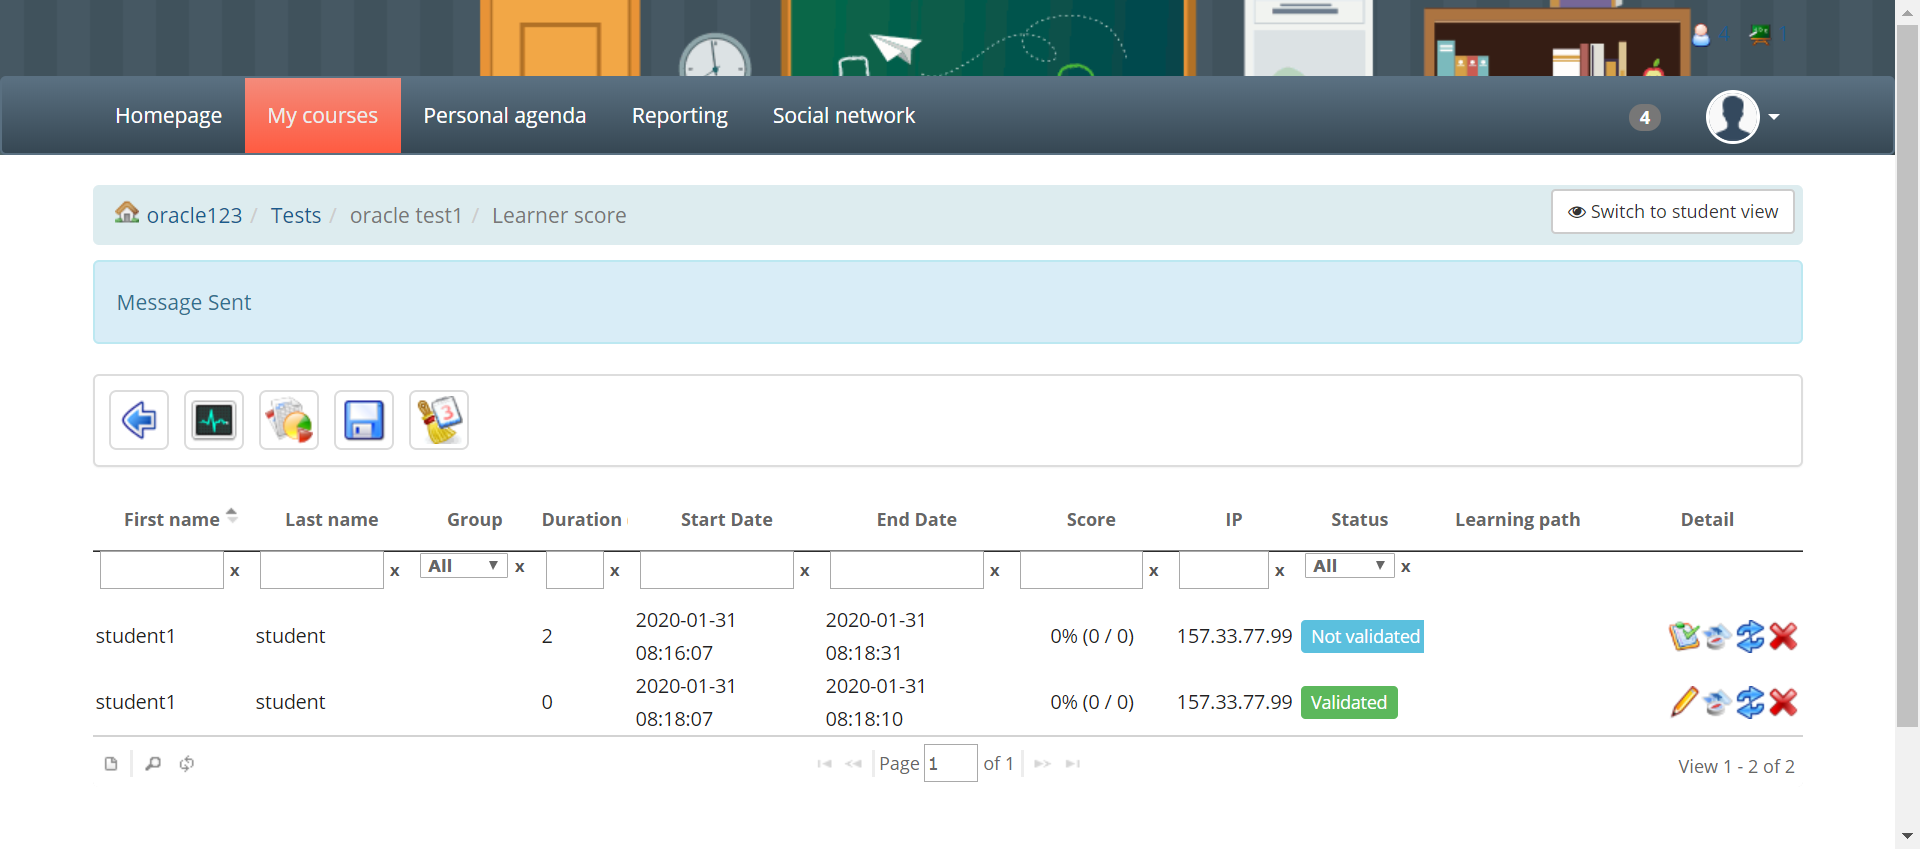 4 1
Homepage My courses Personal agenda Reporting Social network 4
oracle123 / Tests / oracle test1 / Learner score Switch to student view
Message Sent
3
First name Last name Group Duration Start Date End Date Score IP Status Learning path Detail
x x All x x x x x x All x
student1 student 2 2020-01-31 08:16:07 2020-01-31 08:18:31 0% (0 / 0) 157.33.77.99 Not validated
student1 student 0 2020-01-31 08:18:07 2020-01-31 08:18:10 0% (0 / 0) 157.33.77.99 Validated
Page 1 of 1 View 1 - 2 of 2